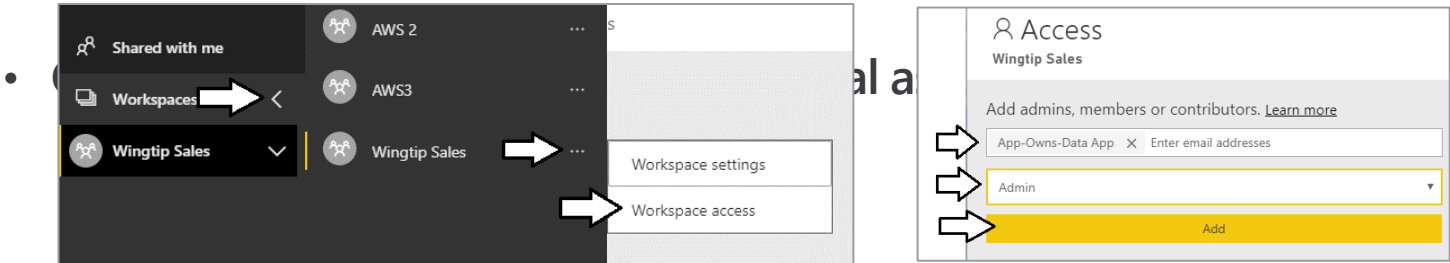 AWS 2
Shared with me
AWS3
Workspaces
Wingtip Sales
Wingtip Sales
Workspace settings
Workspace access
Access
Wingtip Sales
Add admins, members or contributors. Learn more
App-Owns-Data App × Enter email addresses
Admin
Add